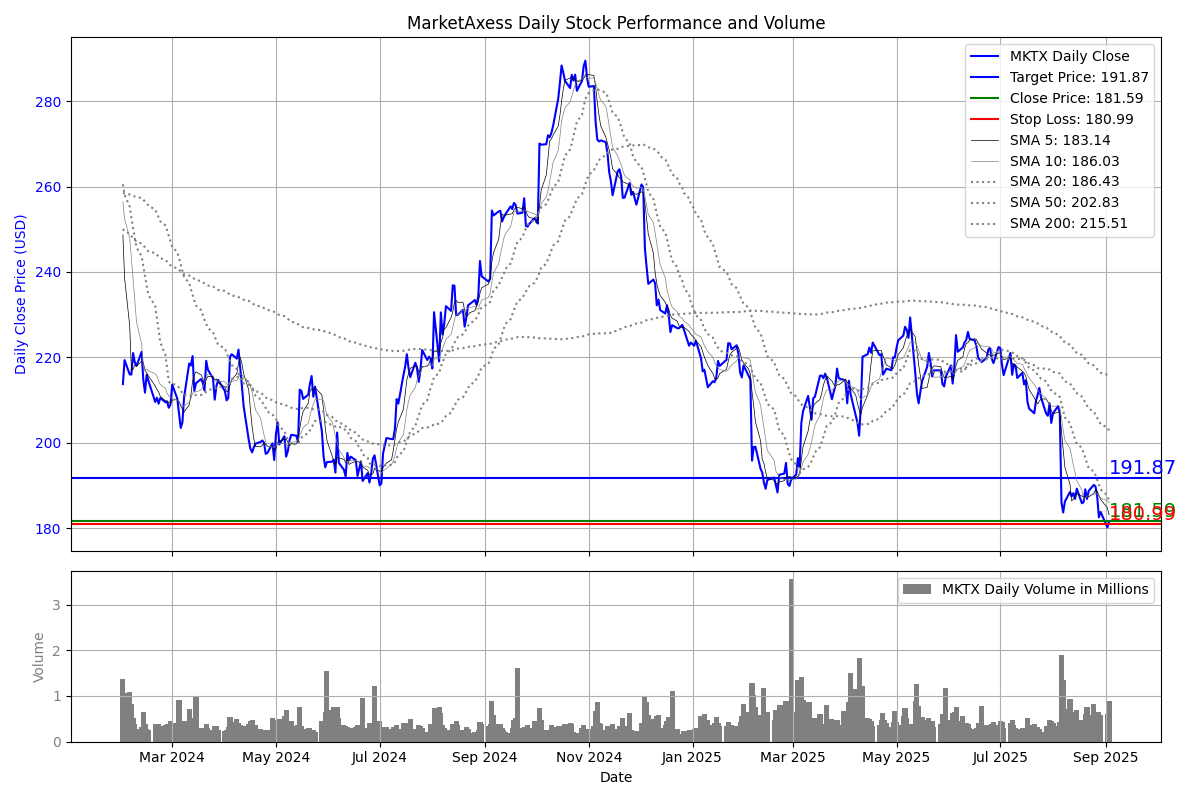 MarketAxess Daily Stock Performance and Volume
Daily Close Price (USD)
280
260
240
220
200
180
MKTX Daily Close
Target Price: 191.87
Close Price: 181.59
Stop Loss: 180.99
SMA 5: 183.14
SMA 10: 186.03
SMA 20: 186.43
SMA 50: 202.83
SMA 200: 215.51
191.87
181.59
180.99
Volume
3
2
1
0
MKTX Daily Volume in Millions
Mar 2024
May 2024
Jul 2024
Sep 2024
Nov 2024
Jan 2025
Mar 2025
May 2025
Jul 2025
Sep 2025
Date